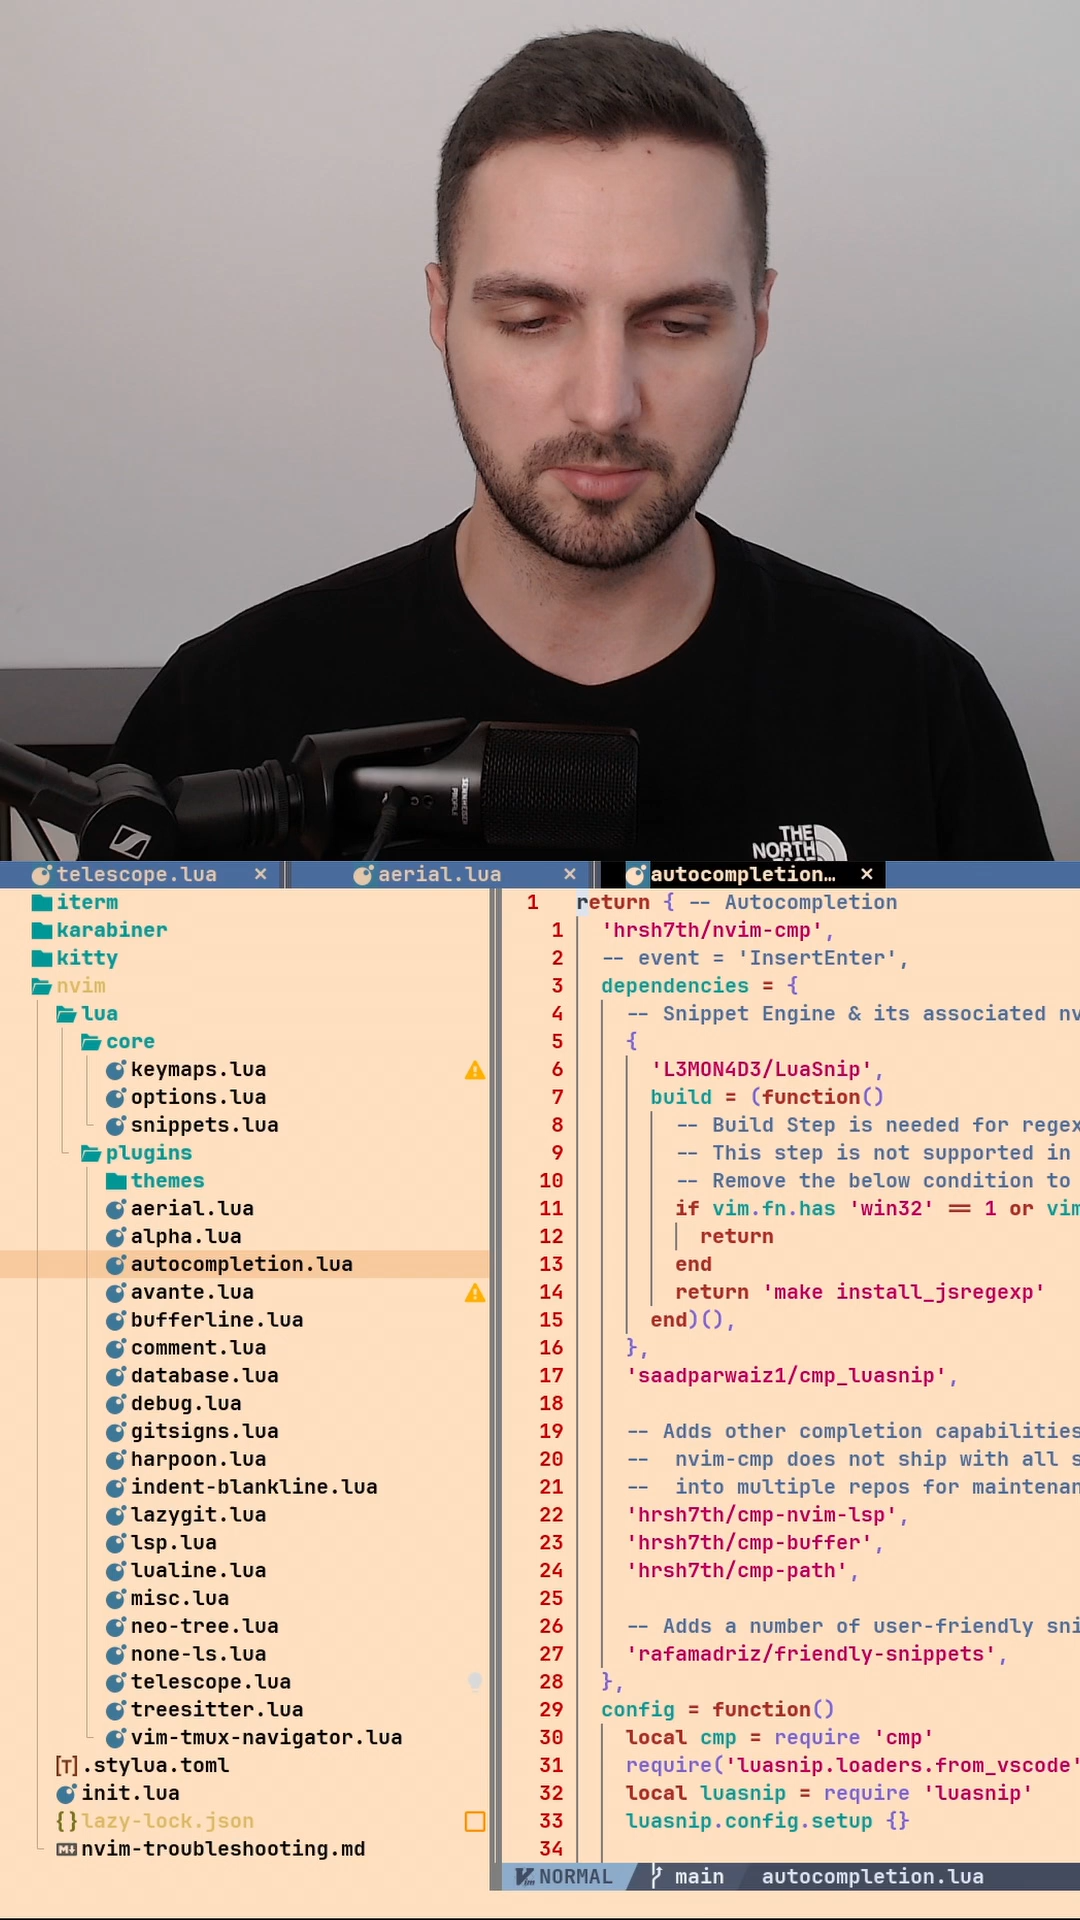 SENNHEISER
PROFILE
THE
NORTH
FACE
telescope.lua ×
aerial.lua ×
autocompletion… ×
iterm
karabiner
kitty
nvim
lua
core
keymaps.lua
options.lua
snippets.lua
plugins
themes
aerial.lua
alpha.lua
autocompletion.lua
avante.lua
bufferline.lua
comment.lua
database.lua
debug.lua
gitsigns.lua
harpoon.lua
indent-blankline.lua
lazygit.lua
lsp.lua
lualine.lua
misc.lua
neo-tree.lua
none-ls.lua
telescope.lua
treesitter.lua
vim-tmux-navigator.lua
[T] .stylua.toml
init.lua
{} lazy-lock.json
nvim-troubleshooting.md
1 return { -- Autocompletion
1 'hrsh7th/nvim-cmp',
2 -- event = 'InsertEnter',
3 dependencies = {
4 -- Snippet Engine & its associated nv
5 {
6 'L3MON4D3/LuaSnip',
7 build = (function()
8 -- Build Step is needed for regex
9 -- This step is not supported in
10 -- Remove the below condition to
11 if vim.fn.has 'win32' == 1 or vim
12 return
13 end
14 return 'make install_jsregexp'
15 end)(),
16 },
17 'saadparwaiz1/cmp_luasnip',
18
19 -- Adds other completion capabilities
20 -- nvim-cmp does not ship with all s
21 -- into multiple repos for maintenan
22 'hrsh7th/cmp-nvim-lsp',
23 'hrsh7th/cmp-buffer',
24 'hrsh7th/cmp-path',
25
26 -- Adds a number of user-friendly sni
27 'rafamadriz/friendly-snippets',
28 },
29 config = function()
30 local cmp = require 'cmp'
31 require('luasnip.loaders.from_vscode'
32 local luasnip = require 'luasnip'
33 luasnip.config.setup {}
34
NORMAL main autocompletion.lua